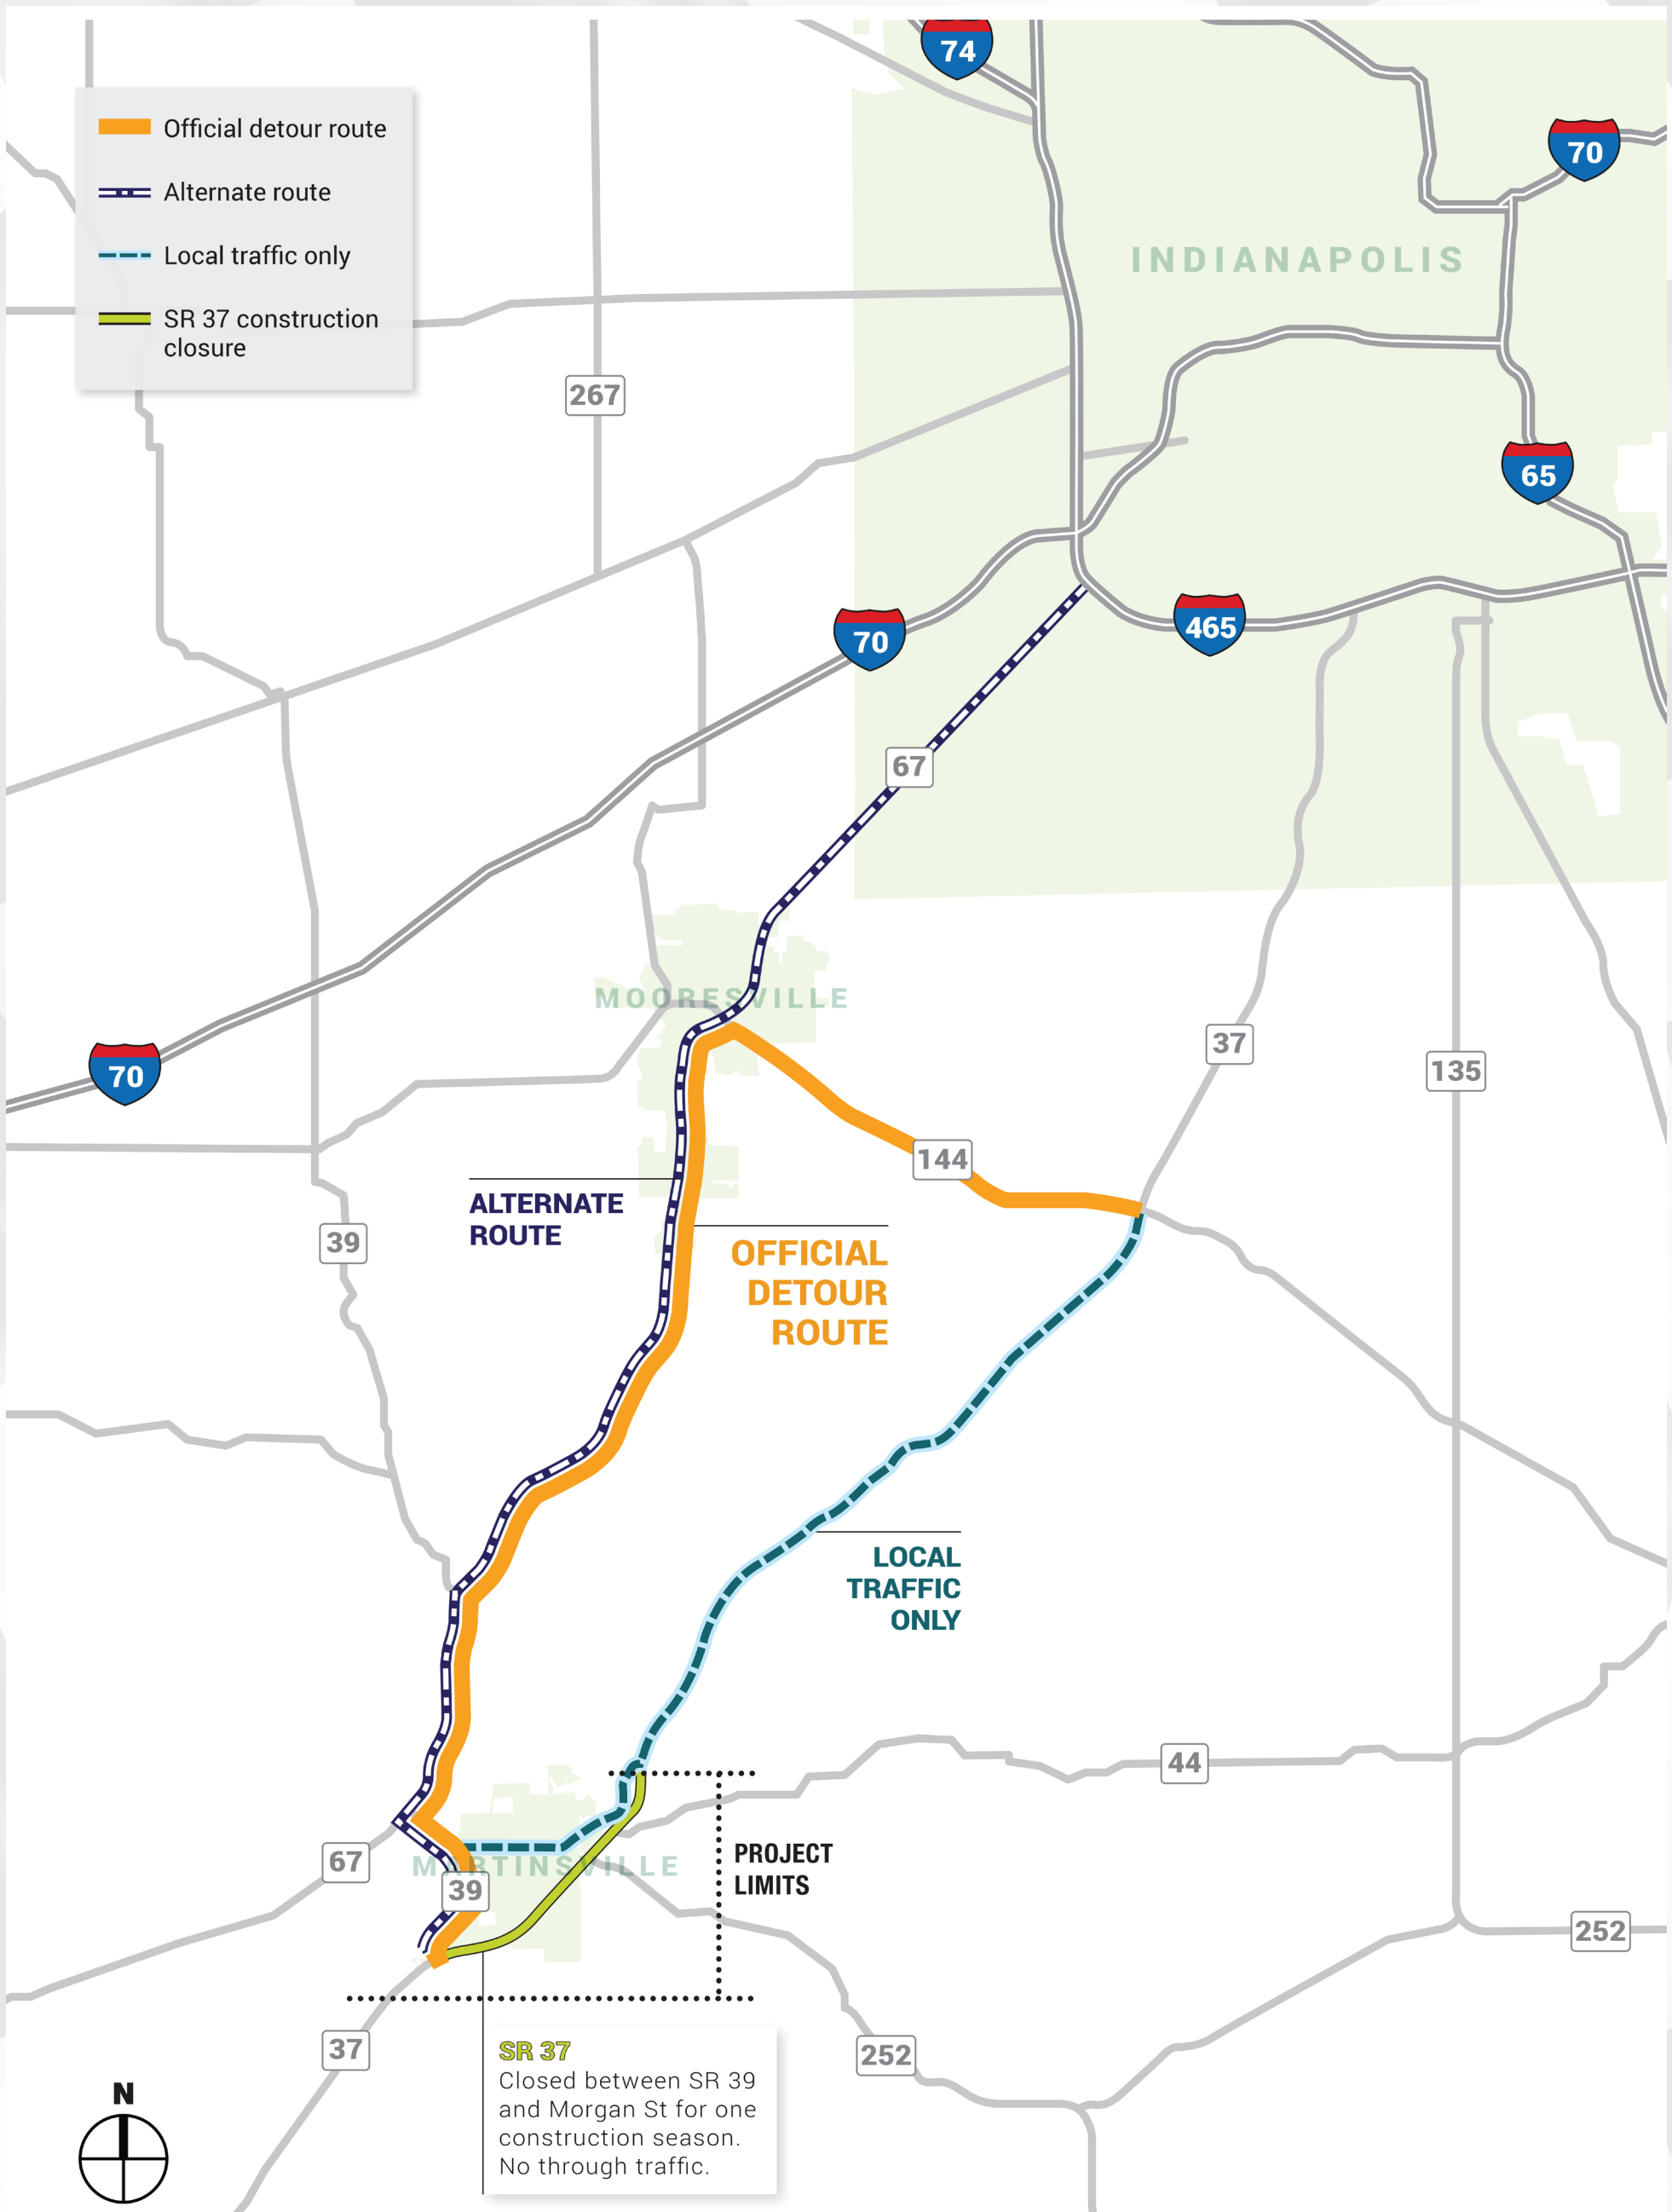 74
Official detour route
70
Alternate route
INDIANAPOLIS
Local traffic only
SR 37 construction
closure
267
65
70
465
67
MOORESVILLE
37
70
135
144
ALTERNATE
ROUTE
39
OFFICIAL
DETOUR
ROUTE
LOCAL
TRAFFIC
ONLY
44
PROJECT
LIMITS
67
MARTINSVILLE
39
252
37
252
SR 37
Closed between SR 39
and Morgan St for one
construction season.
No through traffic.
N